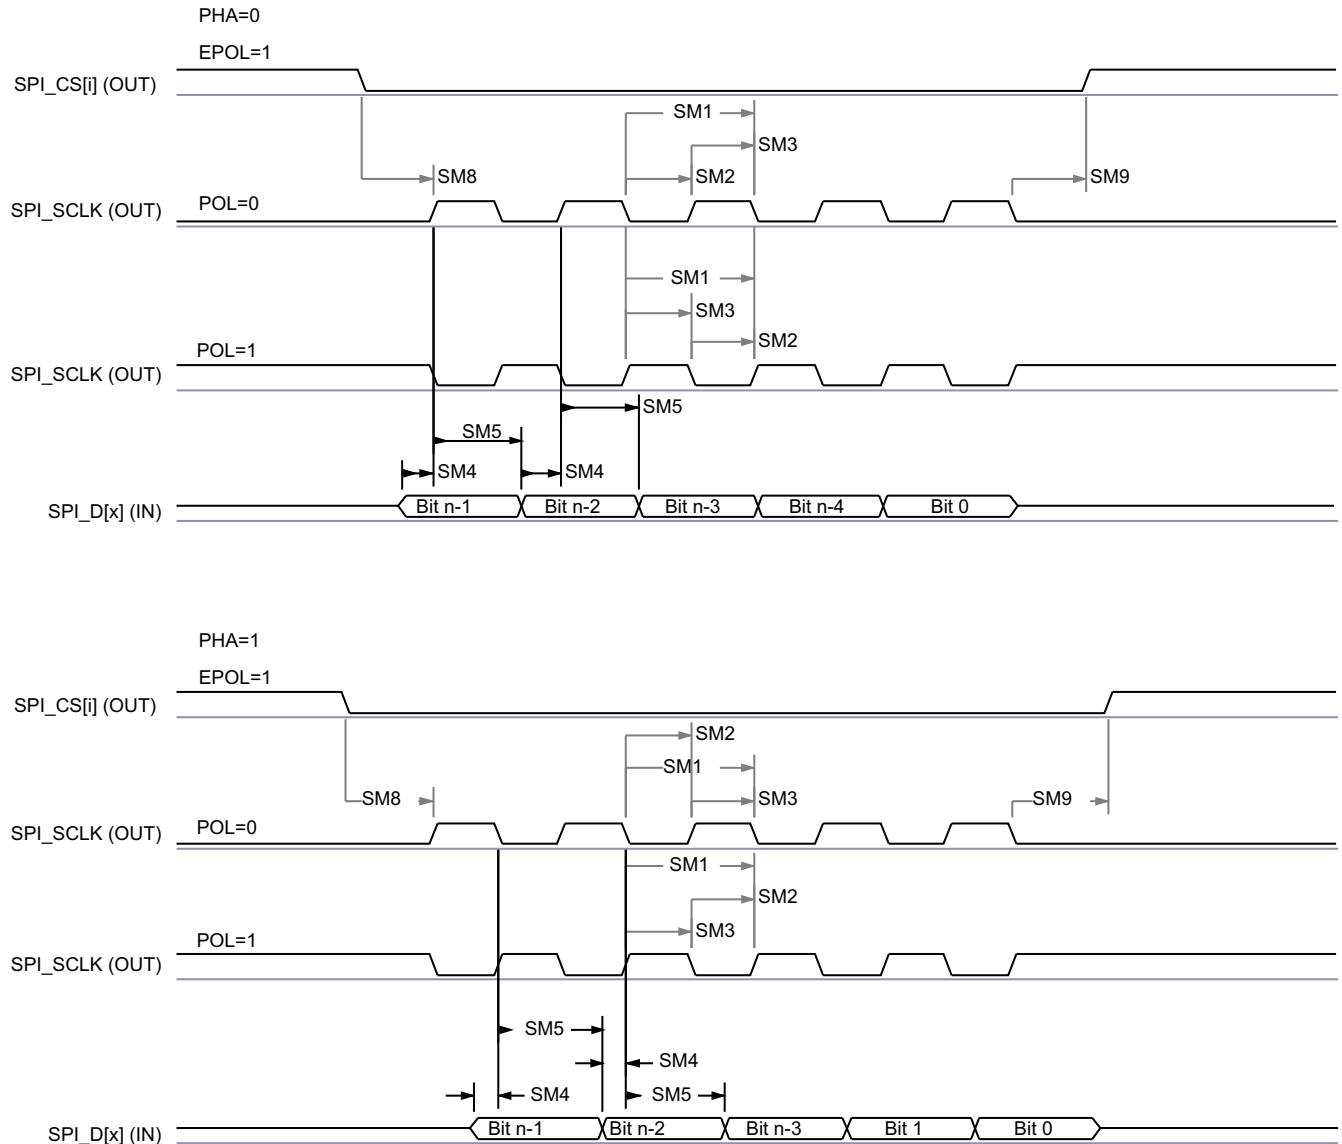 PHA=0
EPOL=1
SPI_CS[i] (OUT)
SM1
SM3
SM8
SM2
SM9
SPI_SCLK (OUT)
POL=0
SM1
SM3
SM2
POL=1
SPI_SCLK (OUT)
SM5
SM5
SM4
SM4
SPI_D[x] (IN)
Bit n-1
Bit n-2
Bit n-3
Bit n-4
Bit 0
PHA=1
EPOL=1
SPI_CS[i] (OUT)
SM2
SM1
SM8
SM3
SM9
SPI_SCLK (OUT)
POL=0
SM1
SM2
SM3
POL=1
SPI_SCLK (OUT)
SM5
SM4
SM4
SM5
SPI_D[x] (IN)
Bit n-1
Bit n-2
Bit n-3
Bit 1
Bit 0